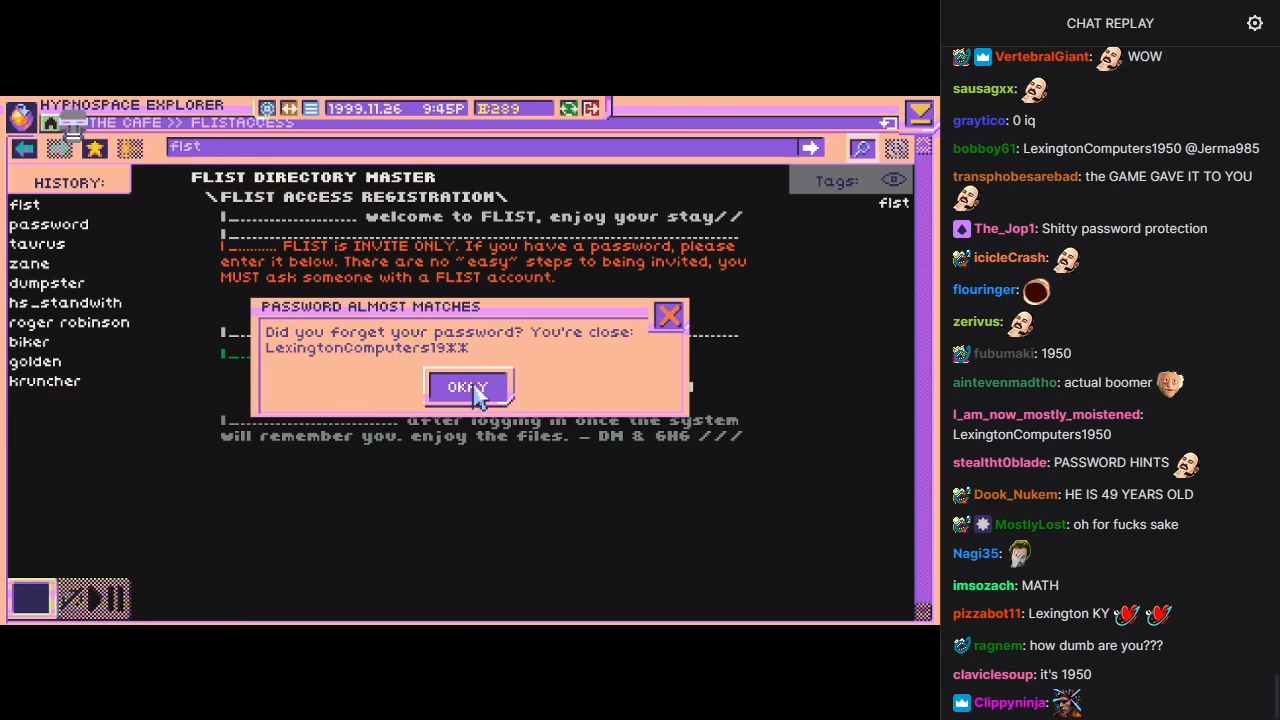 HYPNOSPACE EXPLORER
1999.11.26 9:45P
289
THE CAFE >> FLISTACCESS
flst
HISTORY:
flst
password
taurus
zane
dumpster
hs_standwith
roger robinson
biker
golden
kruncher
FLIST DIRECTORY MASTER
\FLIST ACCESS REGISTRATION\
welcome to FLIST, enjoy your stay//
FLIST is INVITE ONLY. If you have a password, please
enter it below. There are no ~easy~ steps to being invited, you
MUST ask someone with a FLIST account.
PASSWORD ALMOST MATCHES
Did you forget your password? You're close:
LexingtonComputers19**
OKAY
after logging in once the system
will remember you. enjoy the files. — DM & GHG ///
Tags:
flst
CHAT REPLAY
VertebralGiant: WOW
sausagxx:
graytico: 0 iq
bobboy61: LexingtonComputers1950 @Jerma985
transphobesarebad: the GAME GAVE IT TO YOU
The_Jop1: Shitty password protection
icicleCrash:
flouringer:
zerivus:
fubumaki: 1950
aintevenmadtho: actual boomer
I_am_now_mostly_moistened:
LexingtonComputers1950
stealtht0blade: PASSWORD HINTS
Dook_Nukem: HE IS 49 YEARS OLD
MostlyLost: oh for fucks sake
Nagi35:
imsozach: MATH
pizzabot11: Lexington KY
ragnem: how dumb are you???
claviclesoup: it's 1950
Clippyninja: